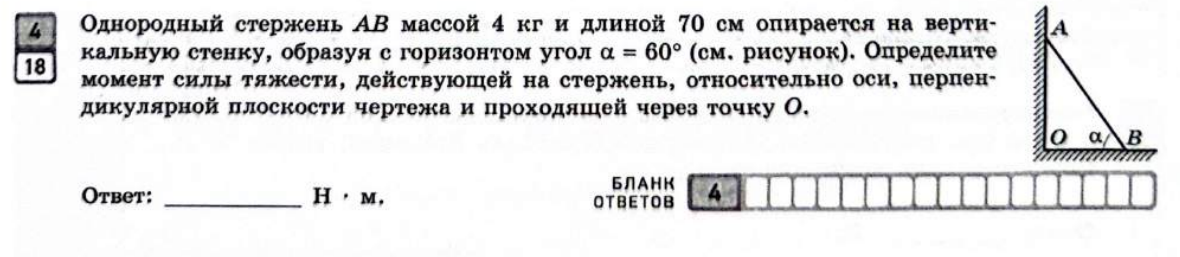 4
18
Однородный стержень AB массой 4 кг и длиной 70 см опирается на верти-
кальную стенку, образуя с горизонтом угол α = 60° (см. рисунок). Определите
момент силы тяжести, действующей на стержень, относительно оси, перпен-
дикулярной плоскости чертежа и проходящей через точку O.
A
O α B
Ответ: ____________ Н · м.
БЛАНК
ОТВЕТОВ
4